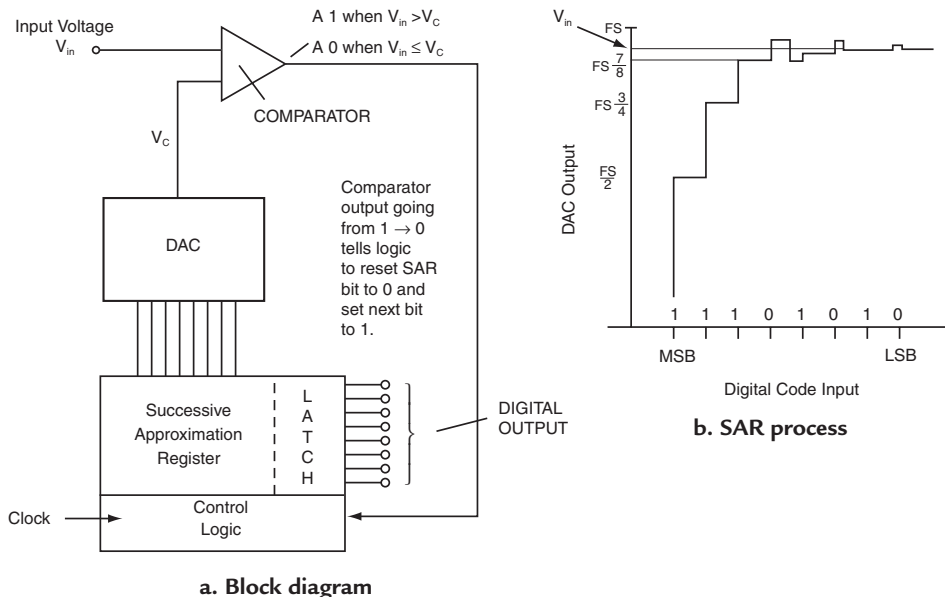 Input Voltage
Vin
A 1 when Vin >VC
A 0 when Vin ≤ VC
COMPARATOR
VC
Comparator
output going
from 1 → 0
tells logic
to reset SAR
bit to 0 and
set next bit
to 1.
DAC
Successive
Approximation
Register
L
A
T
C
H
DIGITAL
OUTPUT
Control
Logic
Clock
a. Block diagram
Vin
FS
FS 7/8
FS 3/4
FS/2
DAC Output
1 1 1 0 1 0 1 0
MSB
LSB
Digital Code Input
b. SAR process